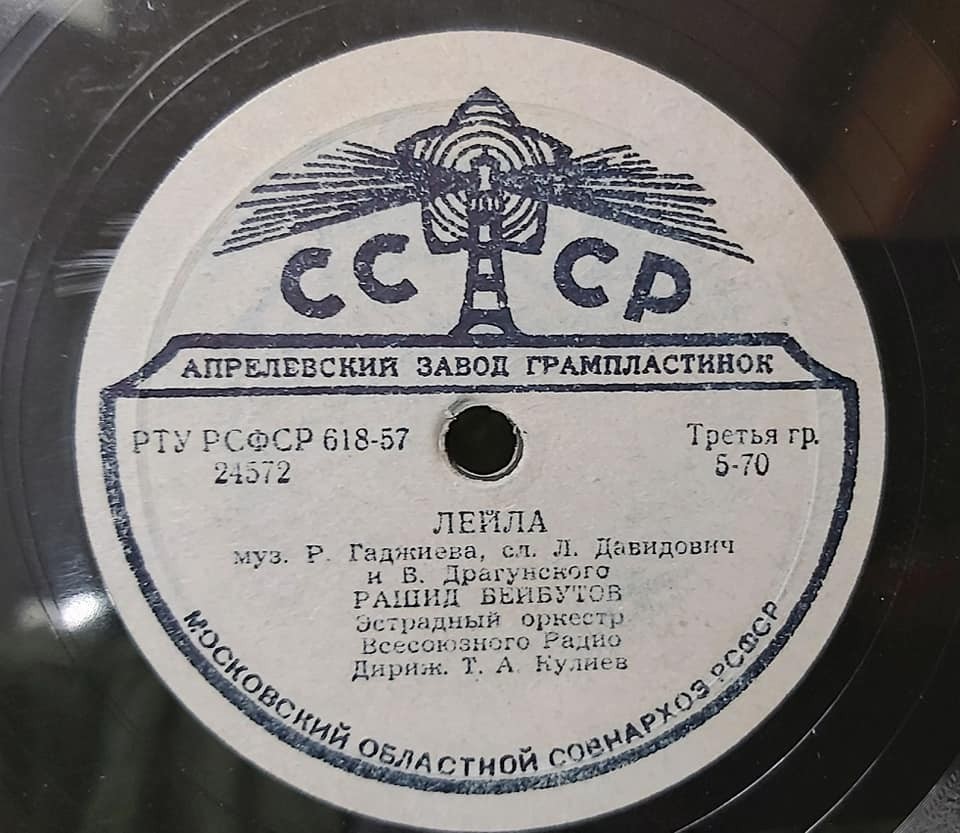 СССР
АПРЕЛЕВСКИЙ ЗАВОД ГРАМПЛАСТИНОК
РТУ РСФСР 618-57
24572
Третья гр.
5-70
ЛЕЙЛА
муз. Р. Гаджиева, сл. Л. Давидович
и В. Драгунского
РАШИД БЕЙБУТОВ
Эстрадный оркестр
Всесоюзного Радио
Дириж. Т. А. Кулиев
МОСКОВСКИЙ ОБЛАСТНОЙ СОВНАРХОЗ РСФСР